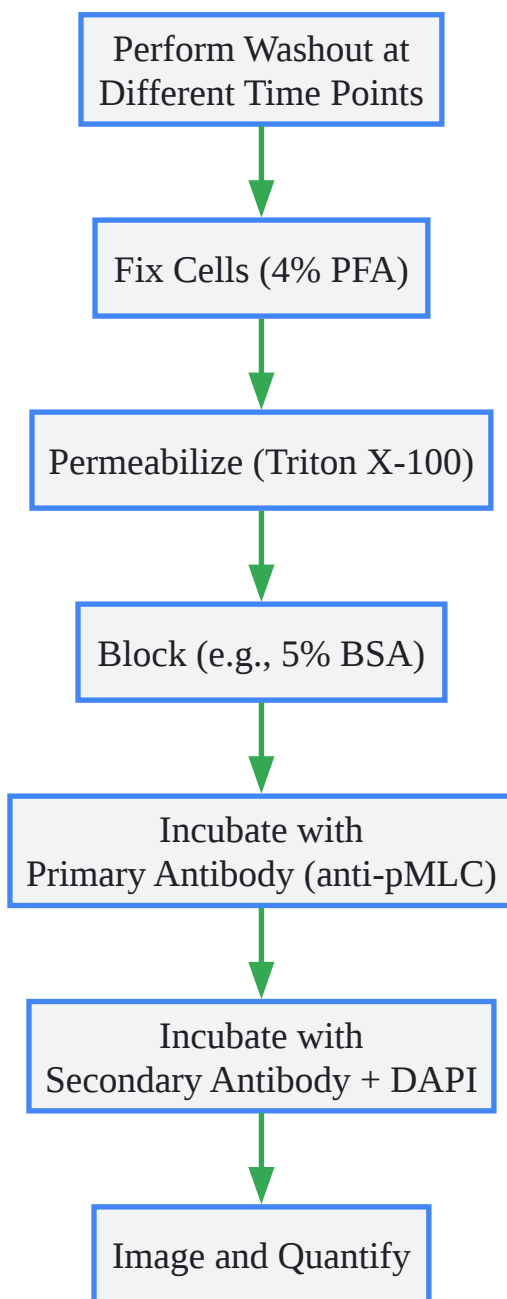 Perform Washout at
Different Time Points
Fix Cells (4% PFA)
Permeabilize (Triton X-100)
Block (e.g., 5% BSA)
Incubate with
Primary Antibody (anti-pMLC)
Incubate with
Secondary Antibody + DAPI
Image and Quantify